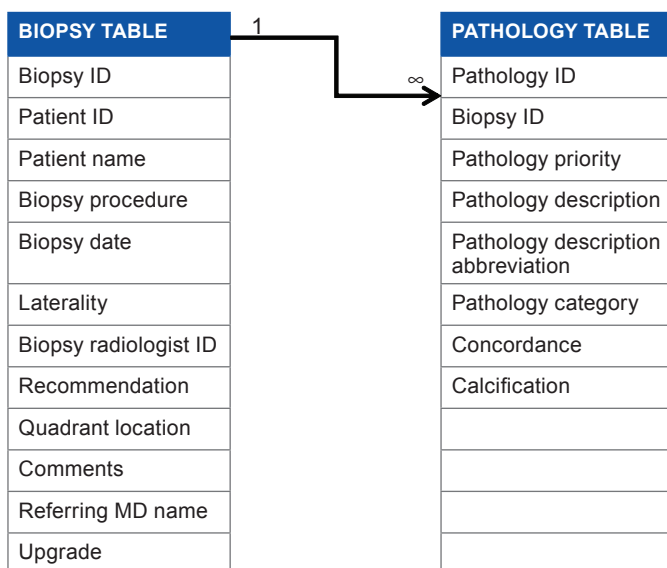 BIOPSY TABLE
Biopsy ID
Patient ID
Patient name
Biopsy procedure
Biopsy date
Laterality
Biopsy radiologist ID
Recommendation
Quadrant location
Comments
Referring MD name
Upgrade
1
∞
PATHOLOGY TABLE
Pathology ID
Biopsy ID
Pathology priority
Pathology description
Pathology description
abbreviation
Pathology category
Concordance
Calcification